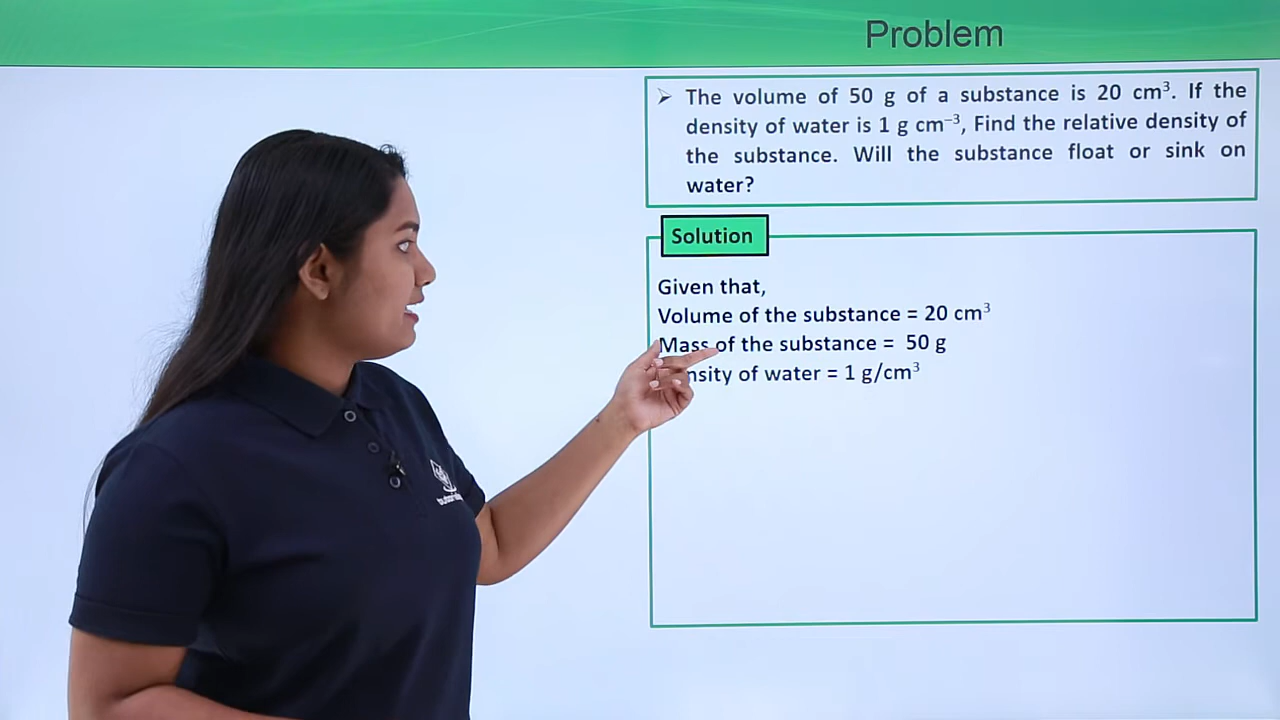 Problem
➢ The volume of 50 g of a substance is 20 cm³. If the
density of water is 1 g cm⁻³, Find the relative density of
the substance. Will the substance float or sink on
water?
Solution
Given that,
Volume of the substance = 20 cm³
Mass of the substance = 50 g
of water = 1 g/cm³